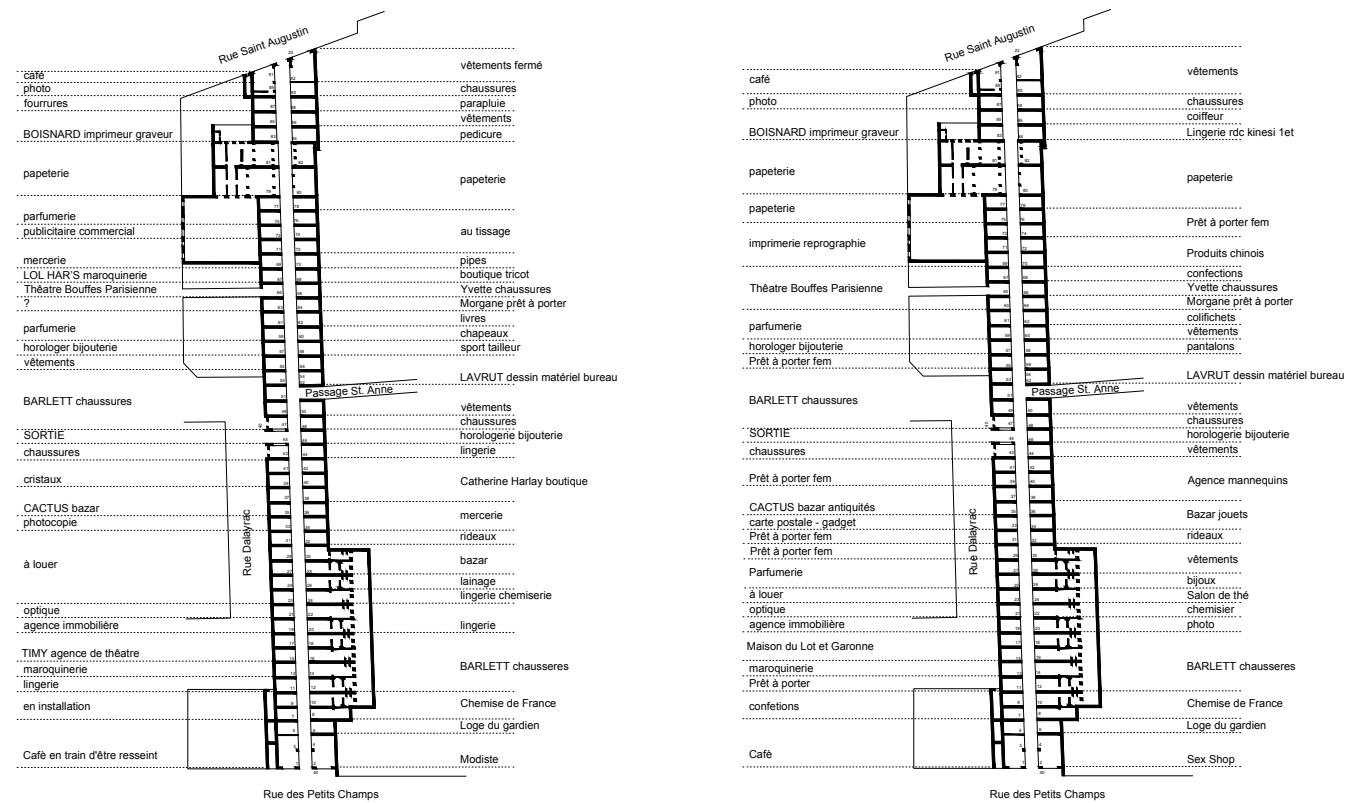 Rue Saint Augustin
café
photo
fourrures
BOISNARD imprimeur graveur
papeterie
parfumerie
publicitaire commercial
mercerie
LOL HAR'S maroquinerie
Thêatre Bouffes Parisienne
?
parfumerie
horologer bijouterie
vêtements
BARLETT chaussures
SORTIE
chaussures
cristaux
CACTUS bazar
photocopie
à louer
optique
agence immobilière
TIMY agence de thêatre
maroquinerie
lingerie
en installation
Cafè en train d'être resseint
Rue Dalayrac
vêtements fermé
chaussures
parapluie
vêtements
pedicure
papeterie
au tissage
pipes
boutique tricot
Yvette chaussures
Morgane prêt à porter
livres
chapeaux
sport tailleur
LAVRUT dessin matériel bureau
Passage St. Anne
vêtements
chaussures
horologerie bijouterie
lingerie
Catherine Harlay boutique
mercerie
rideaux
bazar
lainage
lingerie chemiserie
lingerie
BARLETT chausseres
Chemise de France
Loge du gardien
Modiste
Rue des Petits Champs
Rue Saint Augustin
café
photo
BOISNARD imprimeur graveur
papeterie
papeterie
imprimerie reprographie
Thêatre Bouffes Parisienne
parfumerie
horologer bijouterie
Prêt à porter fem
BARLETT chaussures
SORTIE
chaussures
Prêt à porter fem
CACTUS bazar antiquités
carte postale - gadget
Prêt à porter fem
Prêt à porter fem
Parfumerie
à louer
optique
agence immobilière
Maison du Lot et Garonne
maroquinerie
Prêt à porter
confetions
Cafè
Rue Dalayrac
vêtements
chaussures
coiffeur
Lingerie rdc kinesi 1et
papeterie
Prêt à porter fem
Produits chinois
confections
Yvette chaussures
Morgane prêt à porter
colifichets
vêtements
pantalons
LAVRUT dessin matériel bureau
Passage St. Anne
vêtements
chaussures
horologerie bijouterie
vêtements
Agence mannequins
Bazar jouets
rideaux
vêtements
bijoux
Salon de thé
chemisier
photo
BARLETT chausseres
Chemise de France
Loge du gardien
Sex Shop
Rue des Petits Champs